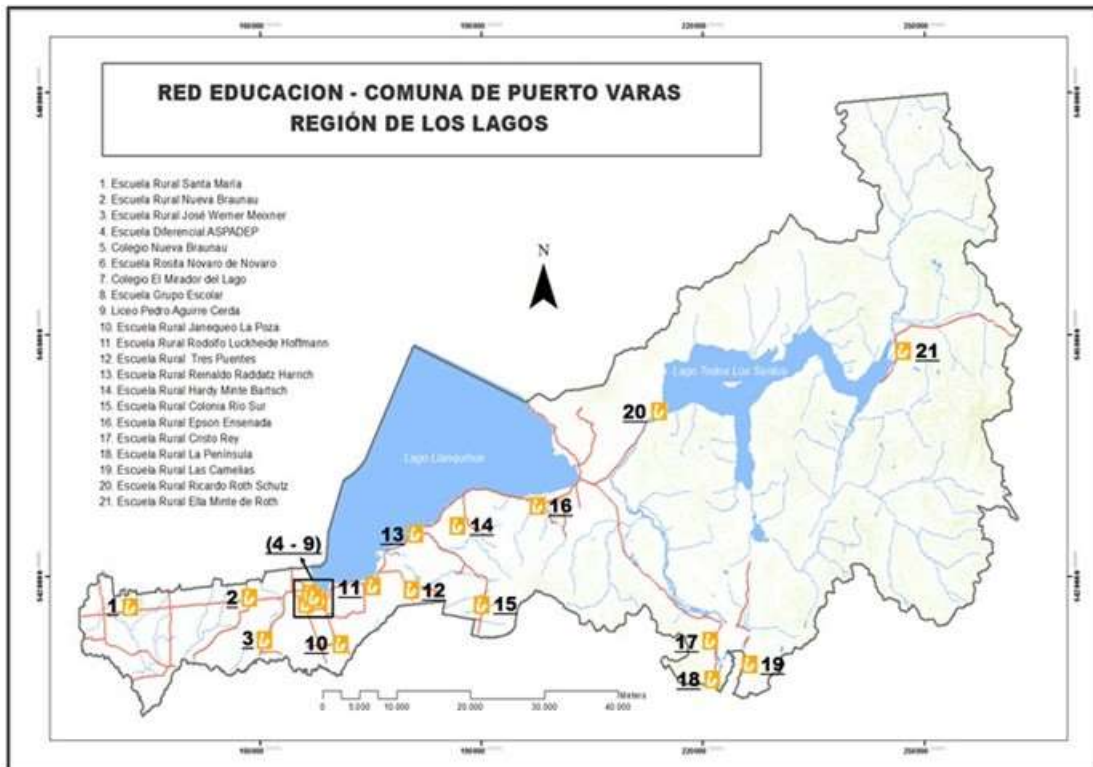 160000
190000
220000
250000
RED EDUCACION - COMUNA DE PUERTO VARAS
REGIÓN DE LOS LAGOS
1. Escuela Rural Santa María
2. Escuela Rural Nueva Braunau
3. Escuela Rural José Werner Meixner
4. Escuela Diferencial ASPADEP
5. Colegio Nueva Braunau
6. Escuela Rosita Novaro de Novaro
7. Colegio El Mirador del Lago
8. Escuela Grupo Escolar
9. Liceo Pedro Aguirre Cerda
10. Escuela Rural Janequeo La Poza
11. Escuela Rural Rodolfo Luckheide Hoffmann
12. Escuela Rural Tres Puentes
13. Escuela Rural Reinaldo Raddatz Harrich
14. Escuela Rural Hardy Minte Bartsch
15. Escuela Rural Colonia Río Sur
16. Escuela Rural Epson Ensenada
17. Escuela Rural Cristo Rey
18. Escuela Rural La Península
19. Escuela Rural Las Camelias
20. Escuela Rural Ricardo Roth Schutz
21. Escuela Rural Ella Minte de Roth
N
21
Lago Todos Los Santos
20
Lago Llanquihue
16
14
13
(4 - 9)
11
12
15
2
1
3
10
17
19
18
Meters
0 5.000 10.000 20.000 30.000 40.000
160000
190000
220000
250000